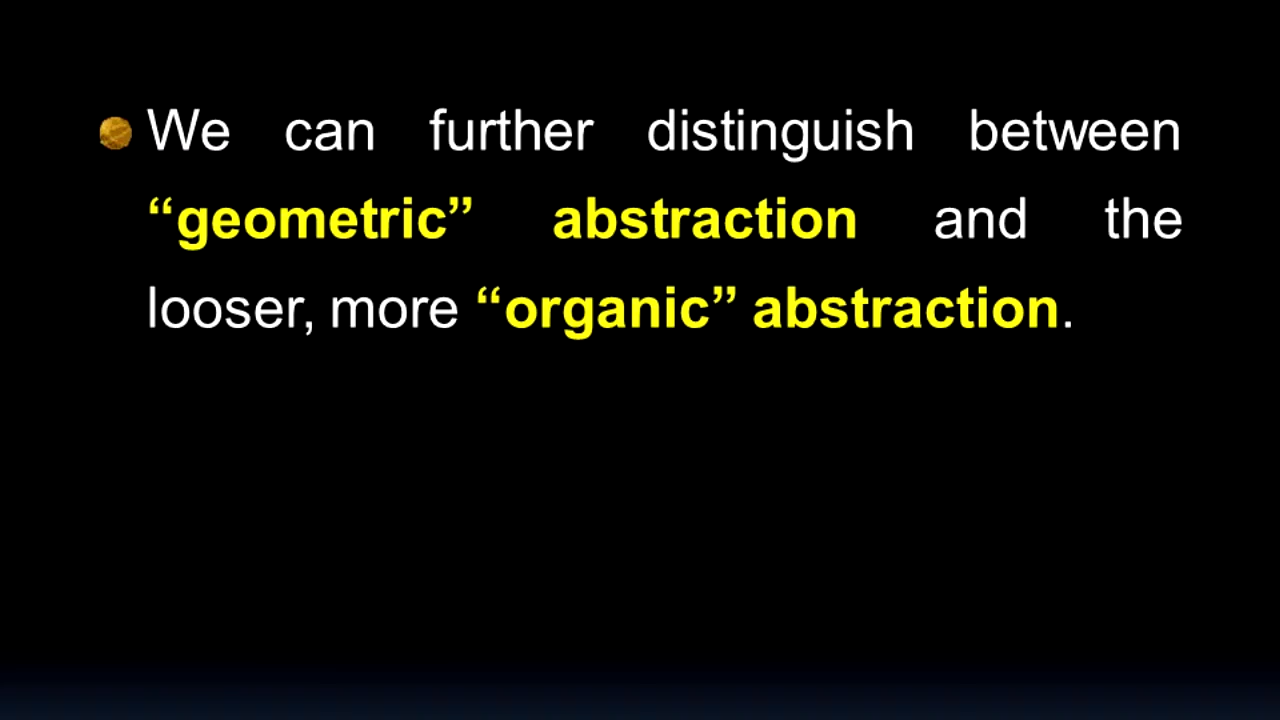 We can further distinguish between
“geometric” abstraction and the
looser, more “organic” abstraction.